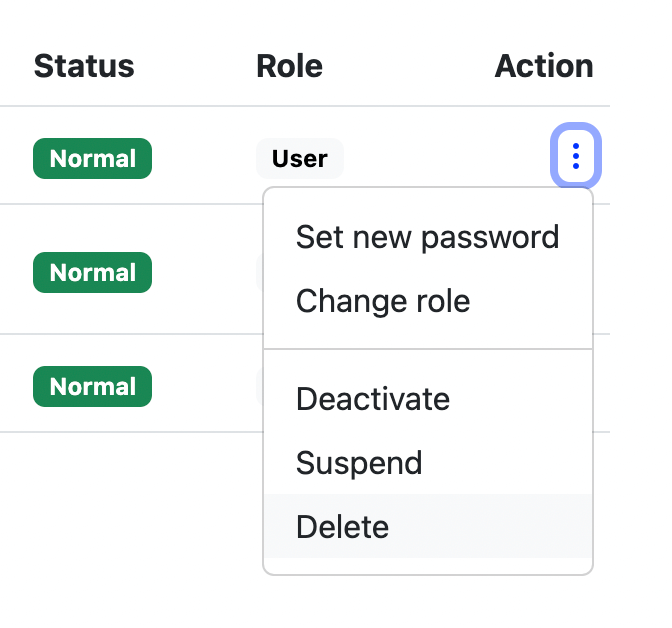 Status Role Action
Normal User
Set new password
Normal
Change role
Normal
Deactivate
Suspend
Delete